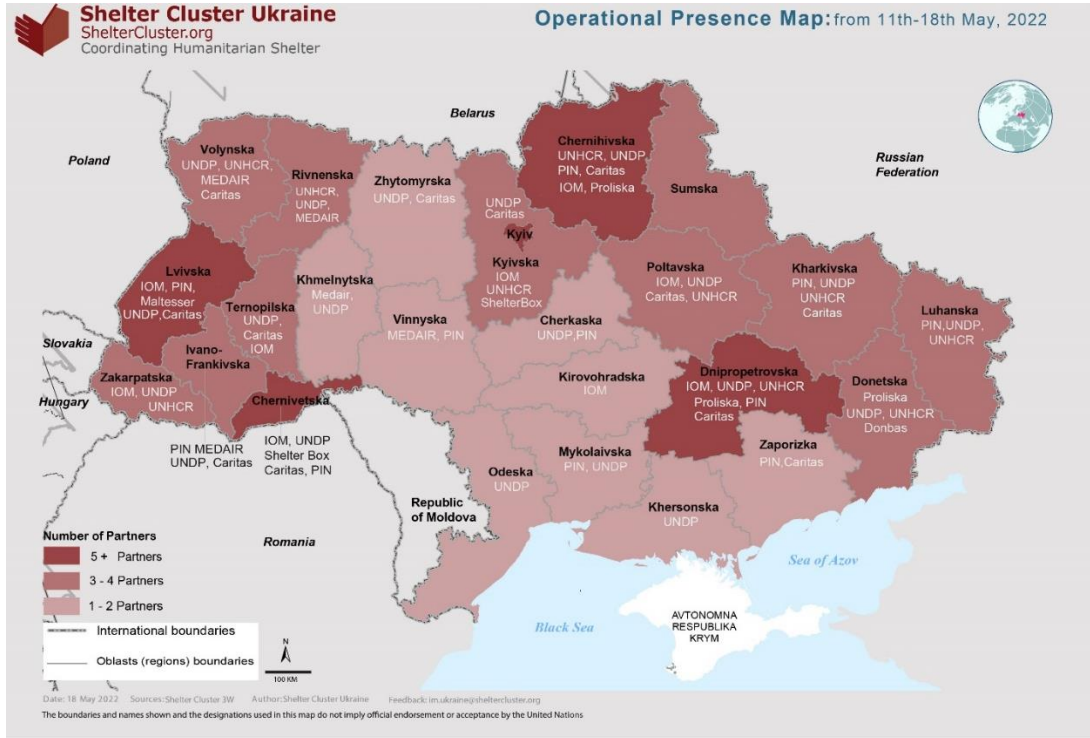 Shelter Cluster Ukraine
ShelterCluster.org
Coordinating Humanitarian Shelter
Operational Presence Map: from 11th-18th May, 2022
Belarus
Poland
Russian
Federation
Volynska
UNDP, UNHCR,
MEDAIR
Caritas
Rivnenska
UNHCR,
UNDP,
MEDAIR
Zhytomyrska
UNDP, Caritas
UNDP
Caritas
Kyiv
Kyivska
IOM
UNHCR
ShelterBox
Chernihivska
UNHCR, UNDP,
PIN, Caritas
IOM, Proliska
Sumska
Lvivska
IOM, PIN,
Maltesser
UNDP,Caritas
Ternopilska
UNDP,
Caritas
IOM
Khmelnytska
Medair,
UNDP
Vinnyska
MEDAIR, PIN
Cherkaska
UNDP,PIN
Poltavska
IOM, UNDP
Caritas, UNHCR
Kharkivska
PIN, UNDP
UNHCR
Caritas
Luhanska
PIN,UNDP,
UNHCR
Slovakia
Hungary
Zakarpatska
IOM, UNDP
UNHCR
Ivano-
Frankivska
PIN MEDAIR
UNDP, Caritas
Chernivetska
IOM, UNDP
Shelter Box
Caritas, PIN
Kirovohradska
IOM
Dnipropetrovska
IOM, UNDP, UNHCR
Proliska, PIN
Caritas
Donetska
Proliska
UNDP, UNHCR
Donbas
Zaporizka
PIN,Caritas
Mykolaivska
PIN, UNDP
Odeska
UNDP
Khersonska
UNDP
Republic
of Moldova
Romania
Sea of Azov
Black Sea
AVTONOMNA
RESPUBLIKA
KRYM
Number of Partners
5 + Partners
3 - 4 Partners
1 - 2 Partners
International boundaries
Oblasts (regions) boundaries
N
100 KM
Date: 18 May 2022 Sources: Shelter Cluster 3W Author: Shelter Cluster Ukraine Feedback: im.ukraine@sheltercluster.org
The boundaries and names shown and the designations used in this map do not imply official endorsement or acceptance by the United Nations